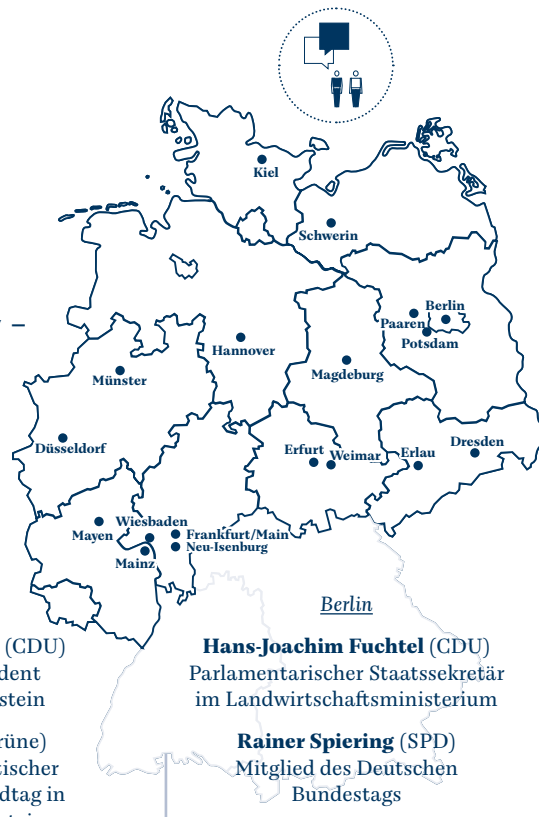 Kiel
Schwerin
Berlin
Paaren
Potsdam
Hannover
Magdeburg
Münster
Düsseldorf
Erfurt
Weimar
Erlau
Dresden
Mayen
Wiesbaden
Frankfurt/Main
Neu-Isenburg
Mainz
Berlin
(CDU)
dent
stein
rüne)
tischer
dtag in
Hans-Joachim Fuchtel (CDU)
Parlamentarischer Staatssekretär
im Landwirtschaftsministerium
Rainer Spiering (SPD)
Mitglied des Deutschen
Bundestags